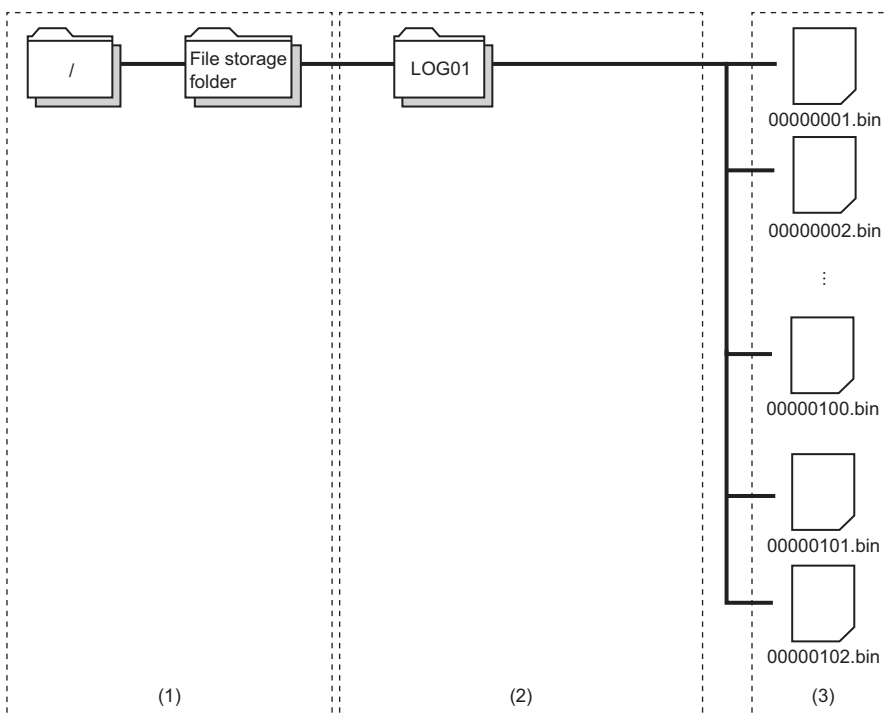 /
File storage
folder
LOG01
00000001.bin
00000002.bin
⋮
00000100.bin
00000101.bin
00000102.bin
(1)
(2)
(3)